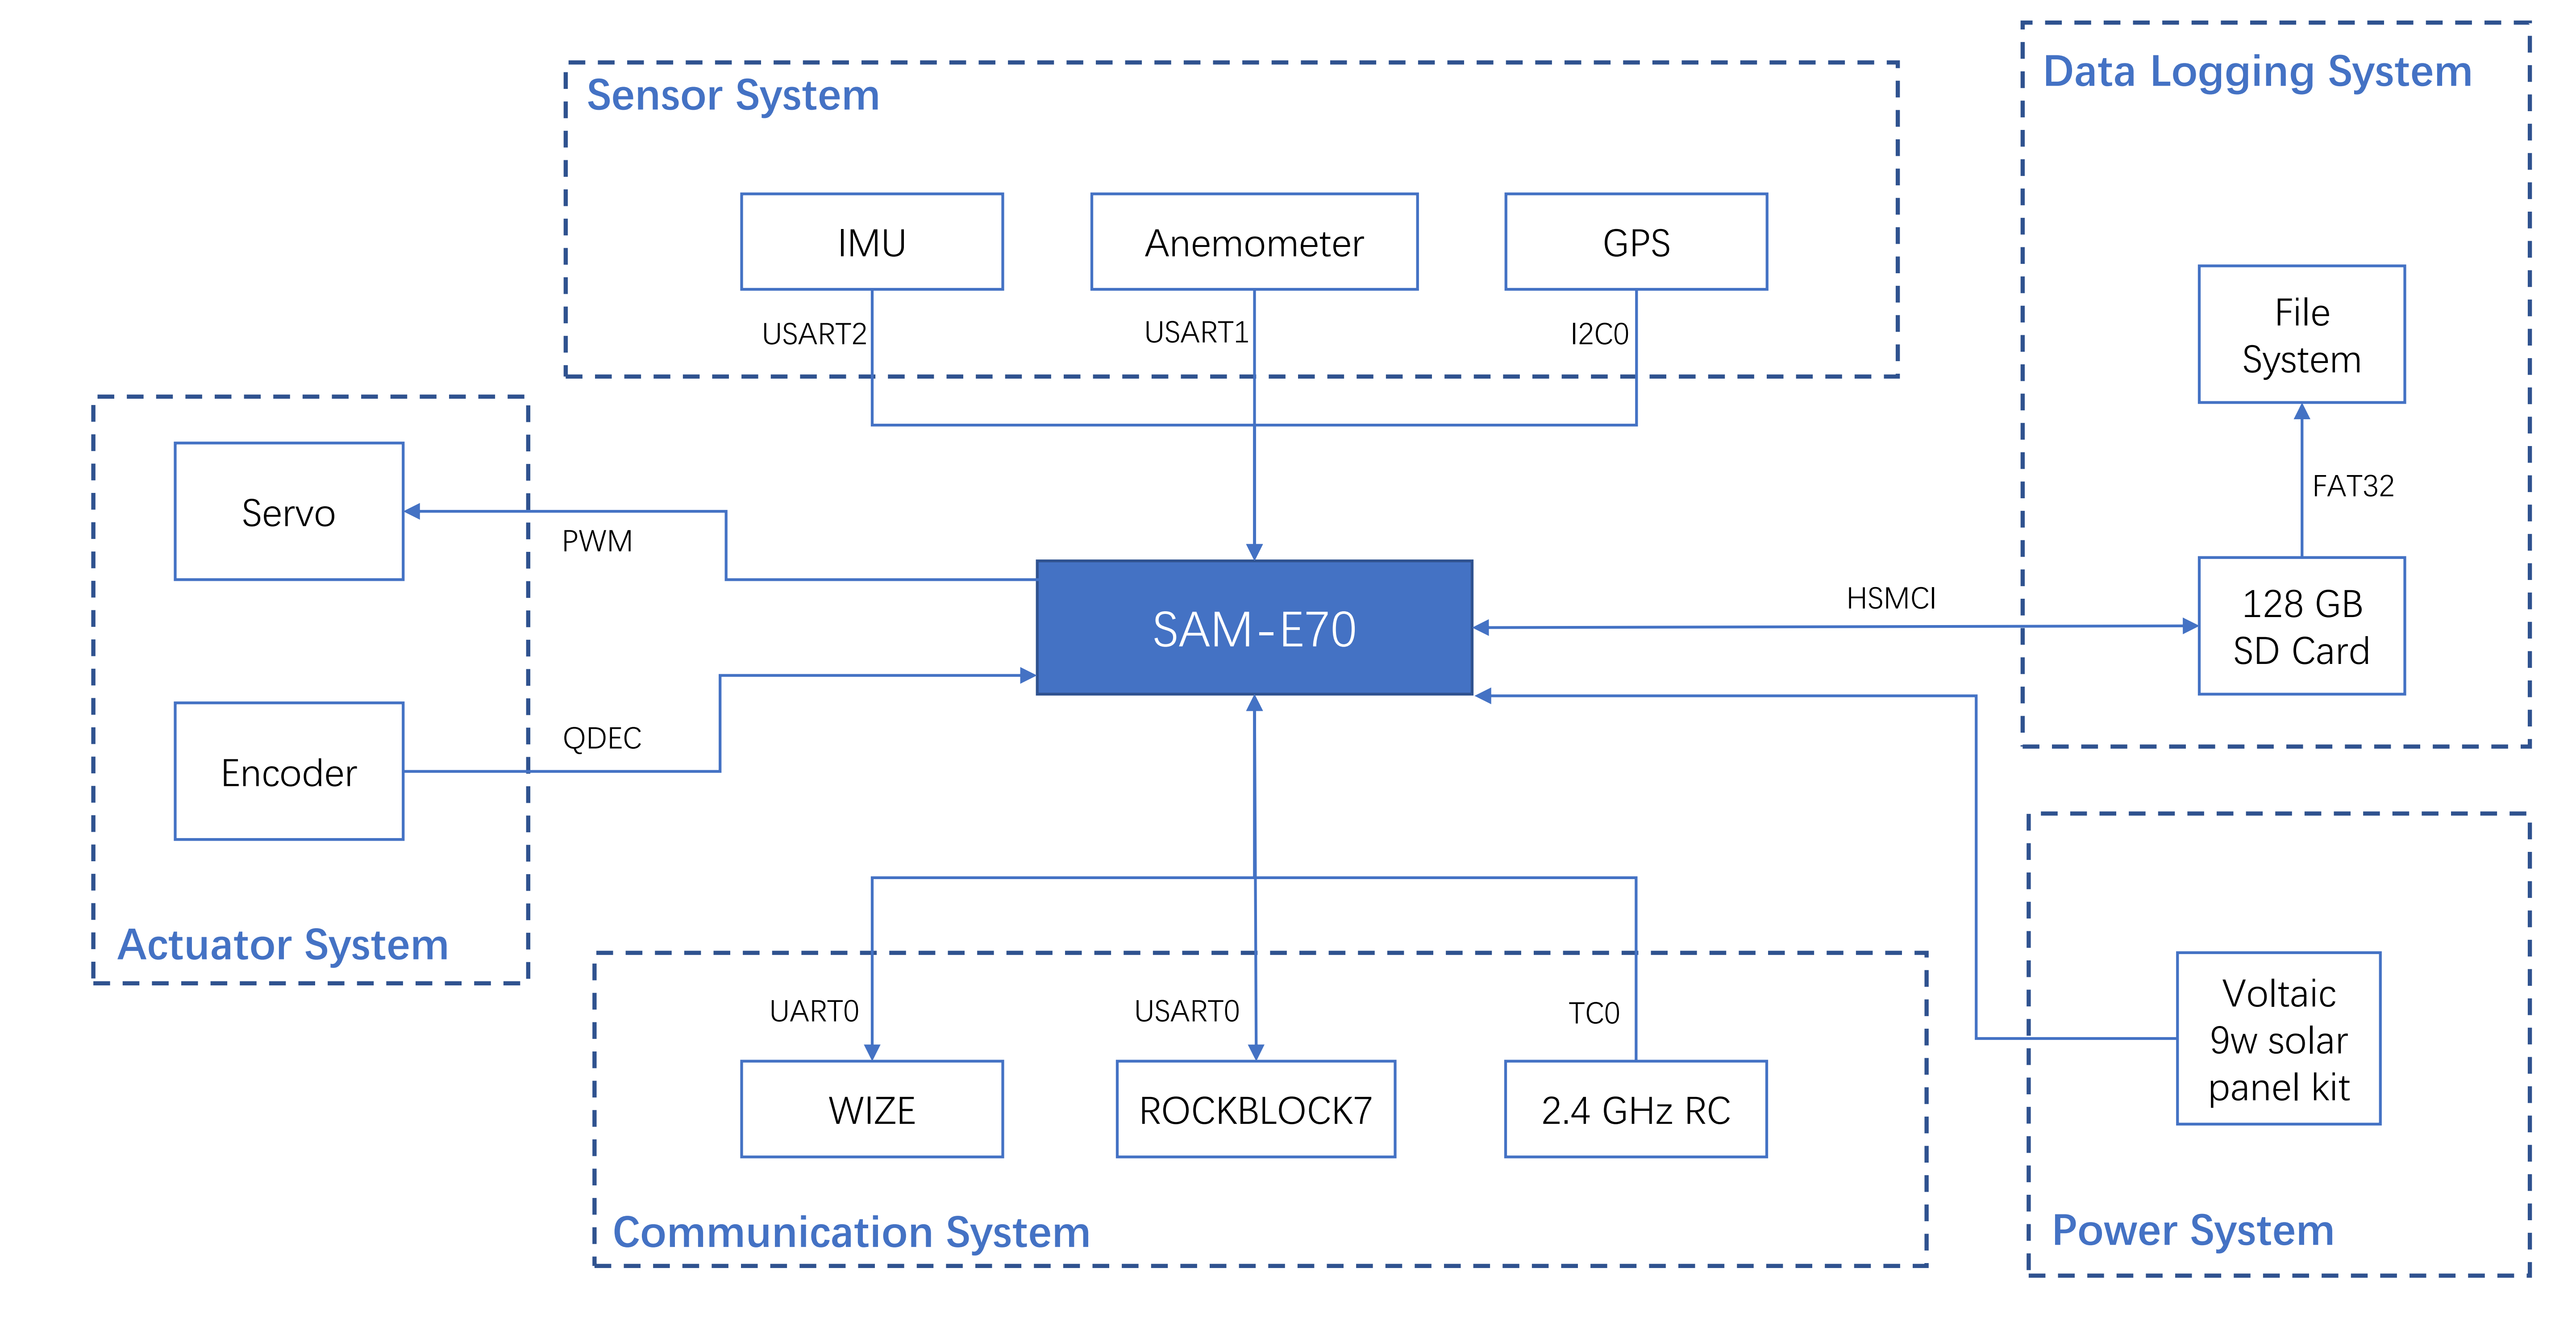 Sensor System
IMU
Anemometer
GPS
USART2
USART1
I2C0
Data Logging System
File
System
FAT32
128 GB
SD Card
HSMCI
Servo
PWM
Encoder
QDEC
Actuator System
SAM-E70
UART0
USART0
TC0
WIZE
ROCKBLOCK7
2.4 GHz RC
Communication System
Voltaic
9w solar
panel kit
Power System